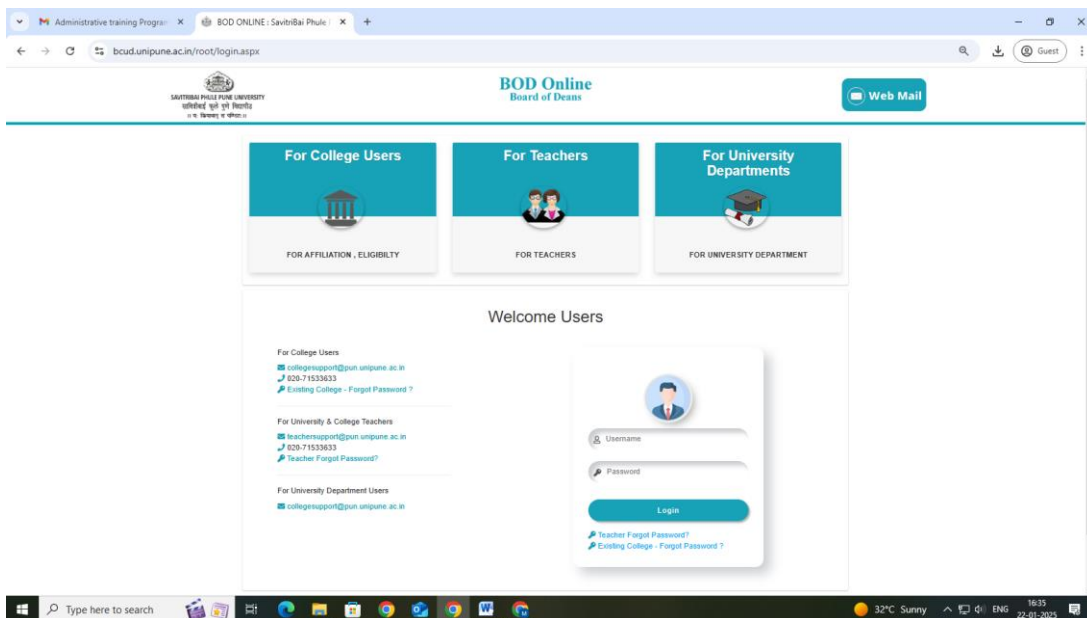 Administrative training Program
BOD ONLINE : SavitriBai Phule
bcud.unipune.ac.in/root/login.aspx
Guest
SAVITRIBAI PHULE PUNE UNIVERSITY
सावित्रीबाई फुले पुणे विद्यापीठ
BOD Online
Board of Deans
Web Mail
For College Users
FOR AFFILIATION , ELIGIBILTY
For Teachers
FOR TEACHERS
For University
Departments
FOR UNIVERSITY DEPARTMENT
Welcome Users
For College Users
collegesupport@pun.unipune.ac.in
020-71533633
Existing College - Forgot Password ?
For University & College Teachers
teachersupport@pun.unipune.ac.in
020-71533633
Teacher Forgot Password?
For University Department Users
collegesupport@pun.unipune.ac.in
Username
Password
Login
Teacher Forgot Password?
Existing College - Forgot Password ?
Type here to search
32°C Sunny
ENG
16:35
22-01-2025